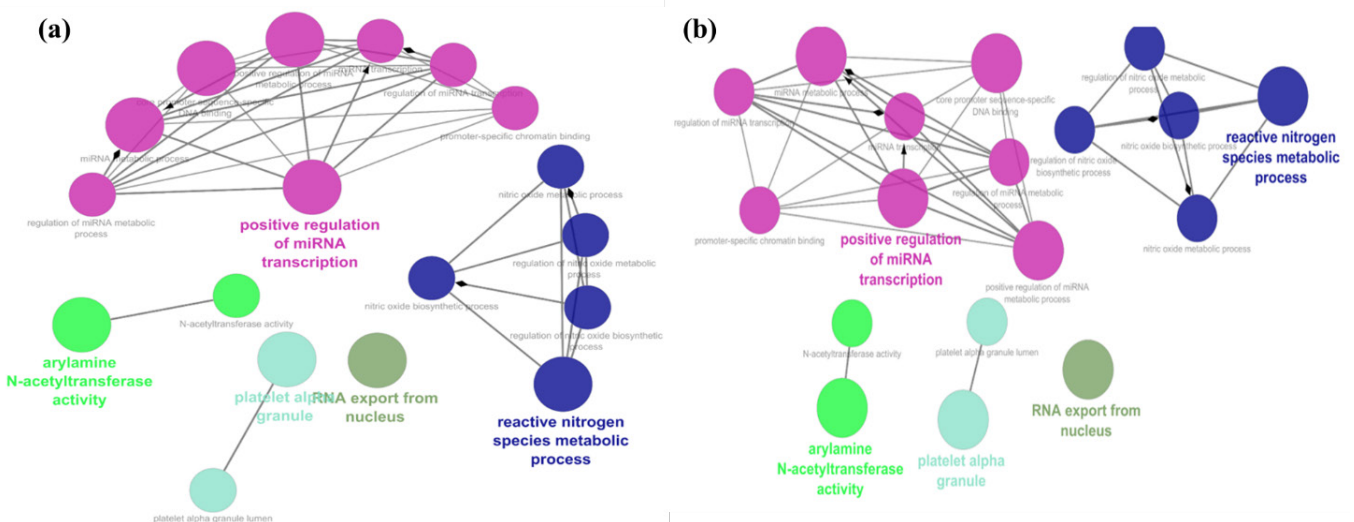 (a)
positive regulation of miRNA
metabolic process
miRNA transcription
regulation of miRNA transcription
core promoter sequence-specific
DNA binding
promoter-specific chromatin binding
miRNA metabolic process
regulation of miRNA metabolic
process
positive regulation
of miRNA
transcription
nitric oxide metabolic process
regulation of nitric oxide metabolic
process
nitric oxide biosynthetic process
regulation of nitric oxide biosynthetic
process
N-acetyltransferase activity
arylamine
N-acetyltransferase
activity
platelet alpha
granule
RNA export from
nucleus
reactive nitrogen
species metabolic
process
platelet alpha granule lumen
(b)
miRNA metabolic process
core promoter sequence-specific
DNA binding
regulation of miRNA transcription
miRNA transcription
regulation of miRNA metabolic
process
promoter-specific chromatin binding
positive regulation
of miRNA
transcription
positive regulation of miRNA
metabolic process
regulation of nitric oxide metabolic
process
nitric oxide biosynthetic process
regulation of nitric oxide
biosynthetic process
reactive nitrogen
species metabolic
process
nitric oxide metabolic process
N-acetyltransferase activity
platelet alpha granule lumen
RNA export from
nucleus
arylamine
N-acetyltransferase
activity
platelet alpha
granule